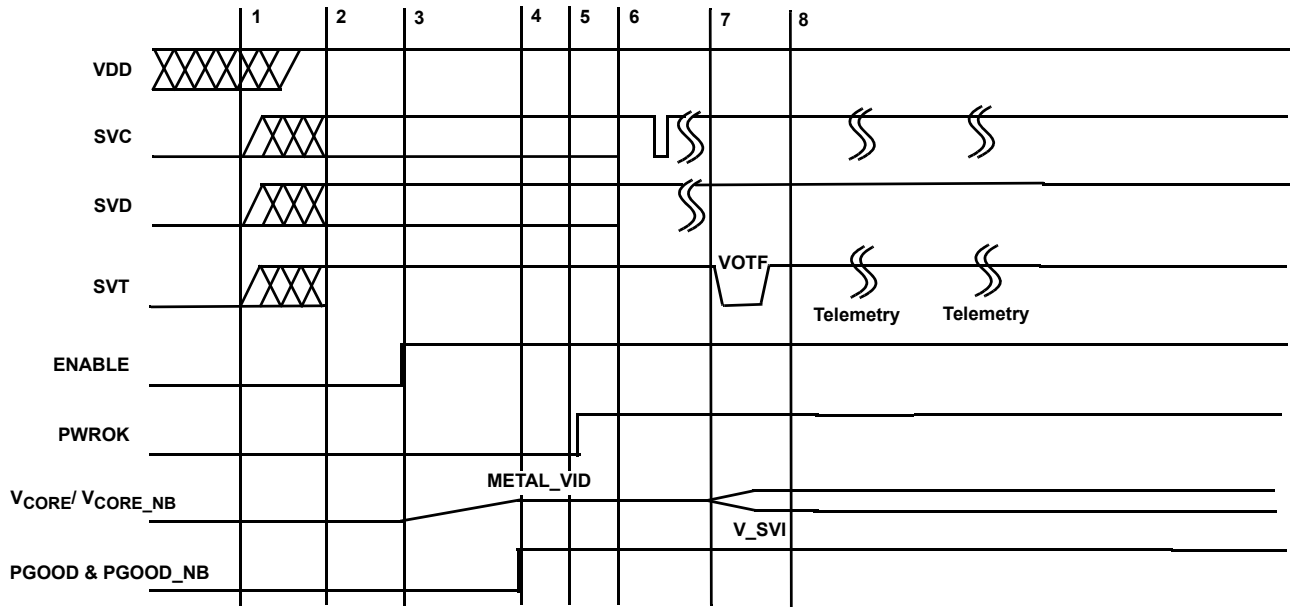 1 2 3 4 5 6 7 8
VDD
SVC
SVD
VOTF
SVT
Telemetry Telemetry
ENABLE
PWROK
METAL_VID
VCORE/ VCORE_NB
V_SVI
PGOOD & PGOOD_NB